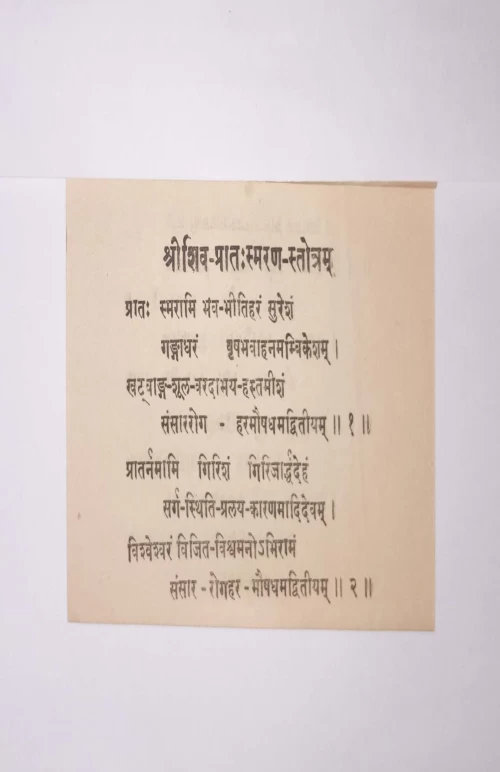 श्रीशिव-प्रातःस्मरण-स्तोत्रम्
प्रातः स्मरामि भव-भीतिहरं सुरेशं
गङ्गाधरं वृषभवाहनमम्बिकेशम् ।
खट्वाङ्ग-शूल-वरदाभय-हस्तमीशं
संसाररोग - हरमौषधमद्वितीयम् ॥ १ ॥
प्रातर्नमामि गिरिशं गिरिजार्द्धदेहं
सर्ग-स्थिति-प्रलय-कारणमादिदेवम् ।
विश्वेश्वरं विजित-विश्वमनोऽभिरामं
संसार - रोगहर - मौषधमद्वितीयम् ॥ २ ॥